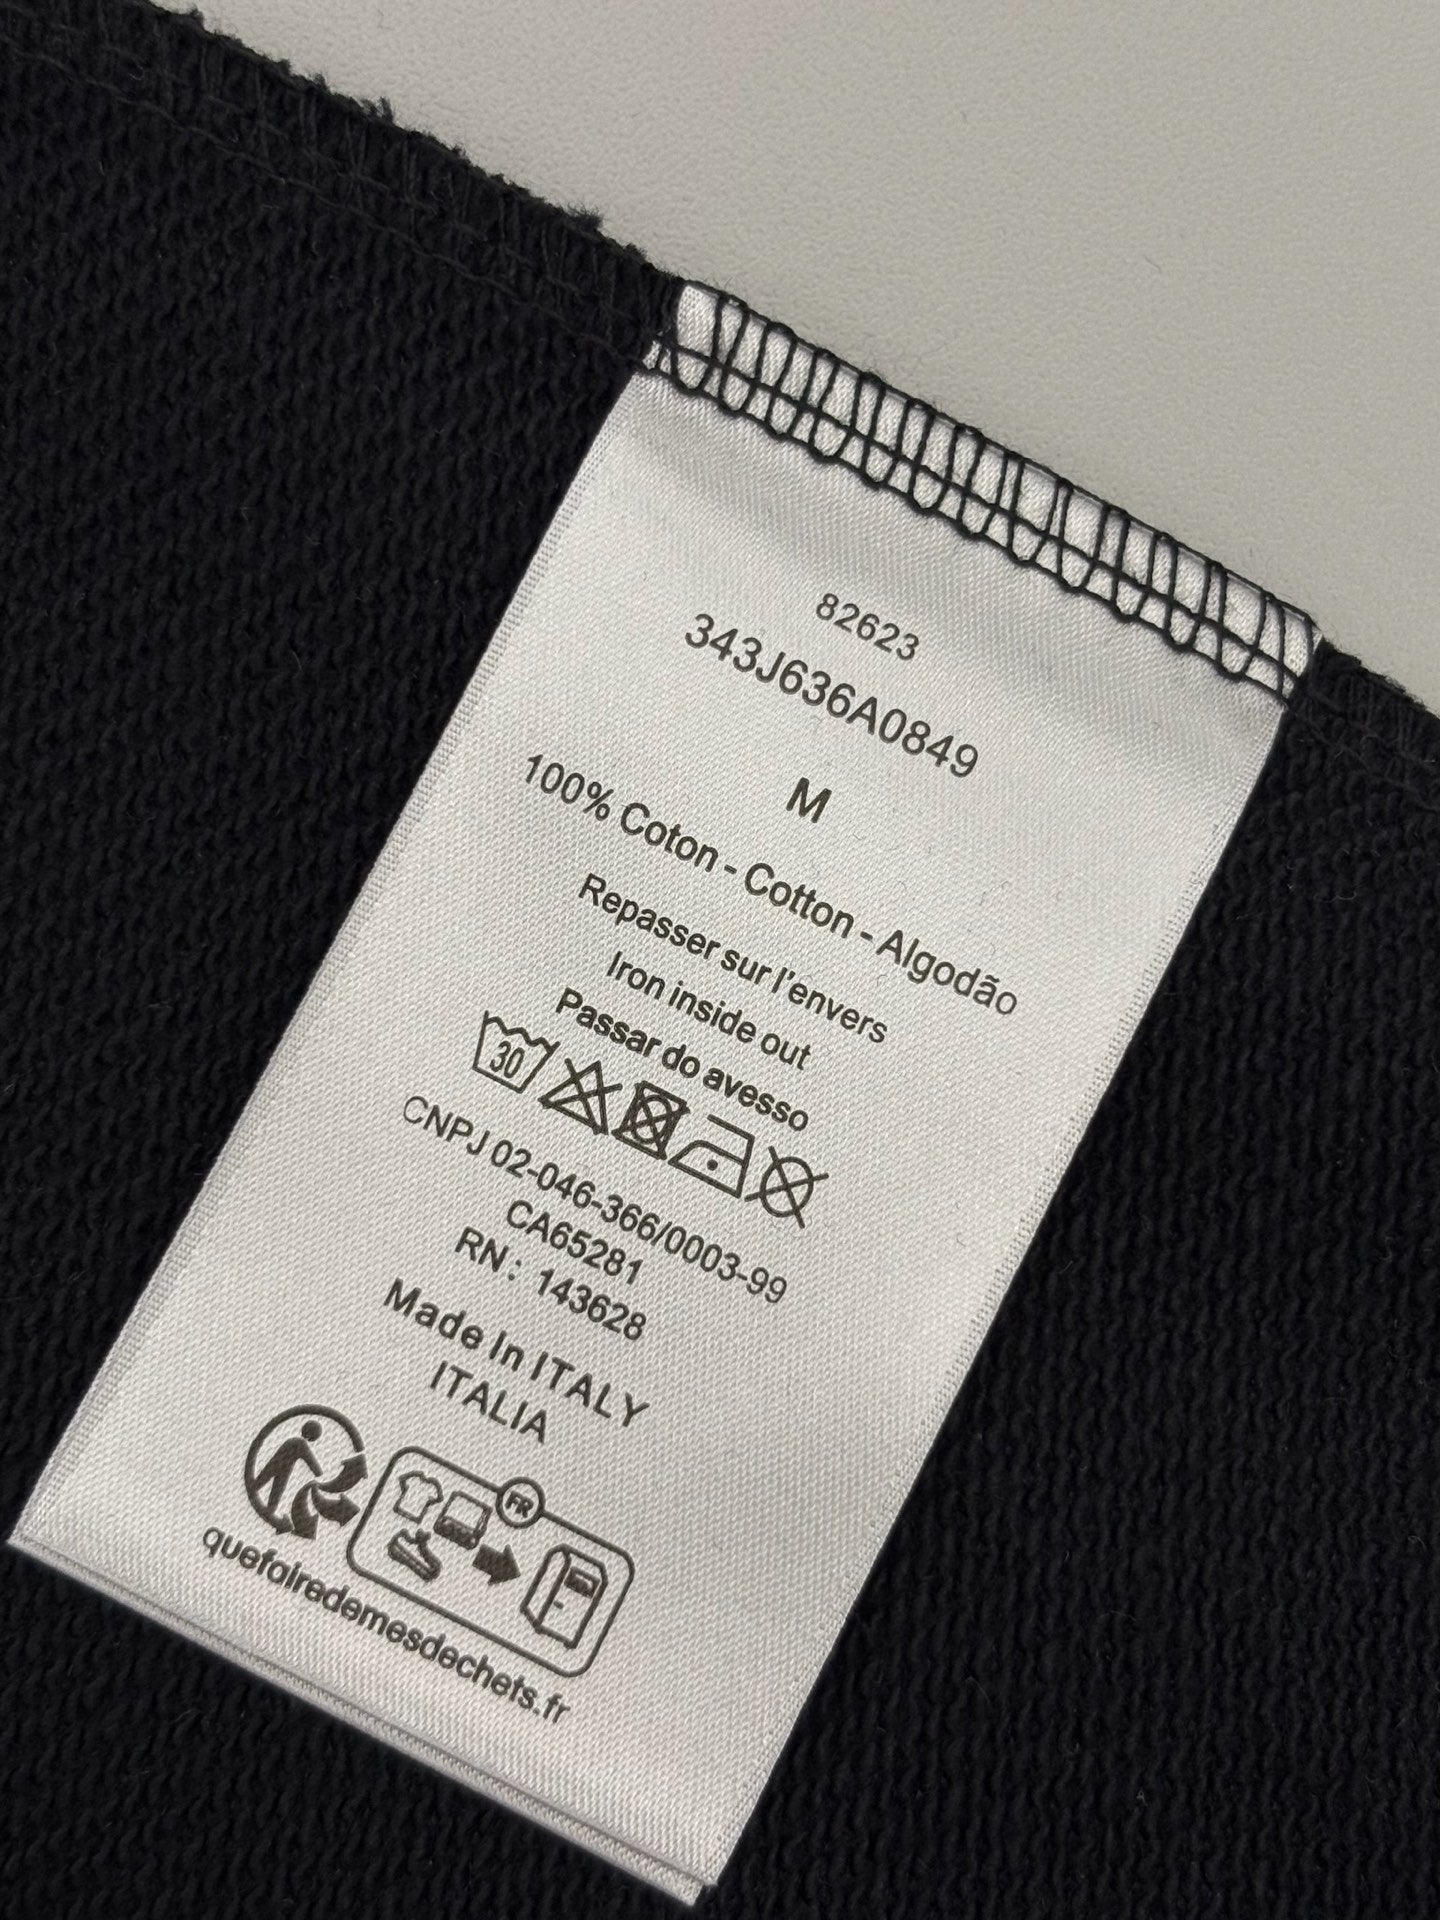 82623
343J636A0849
M
100% Coton - Cotton - Algodão
Repasser sur l'envers
Iron inside out
Passar do avesso
30
CNPJ 02-046-366/0003-99
CA65281
RN : 143628
Made In ITALY
ITALIA
FR
quefairedemesdechets.fr